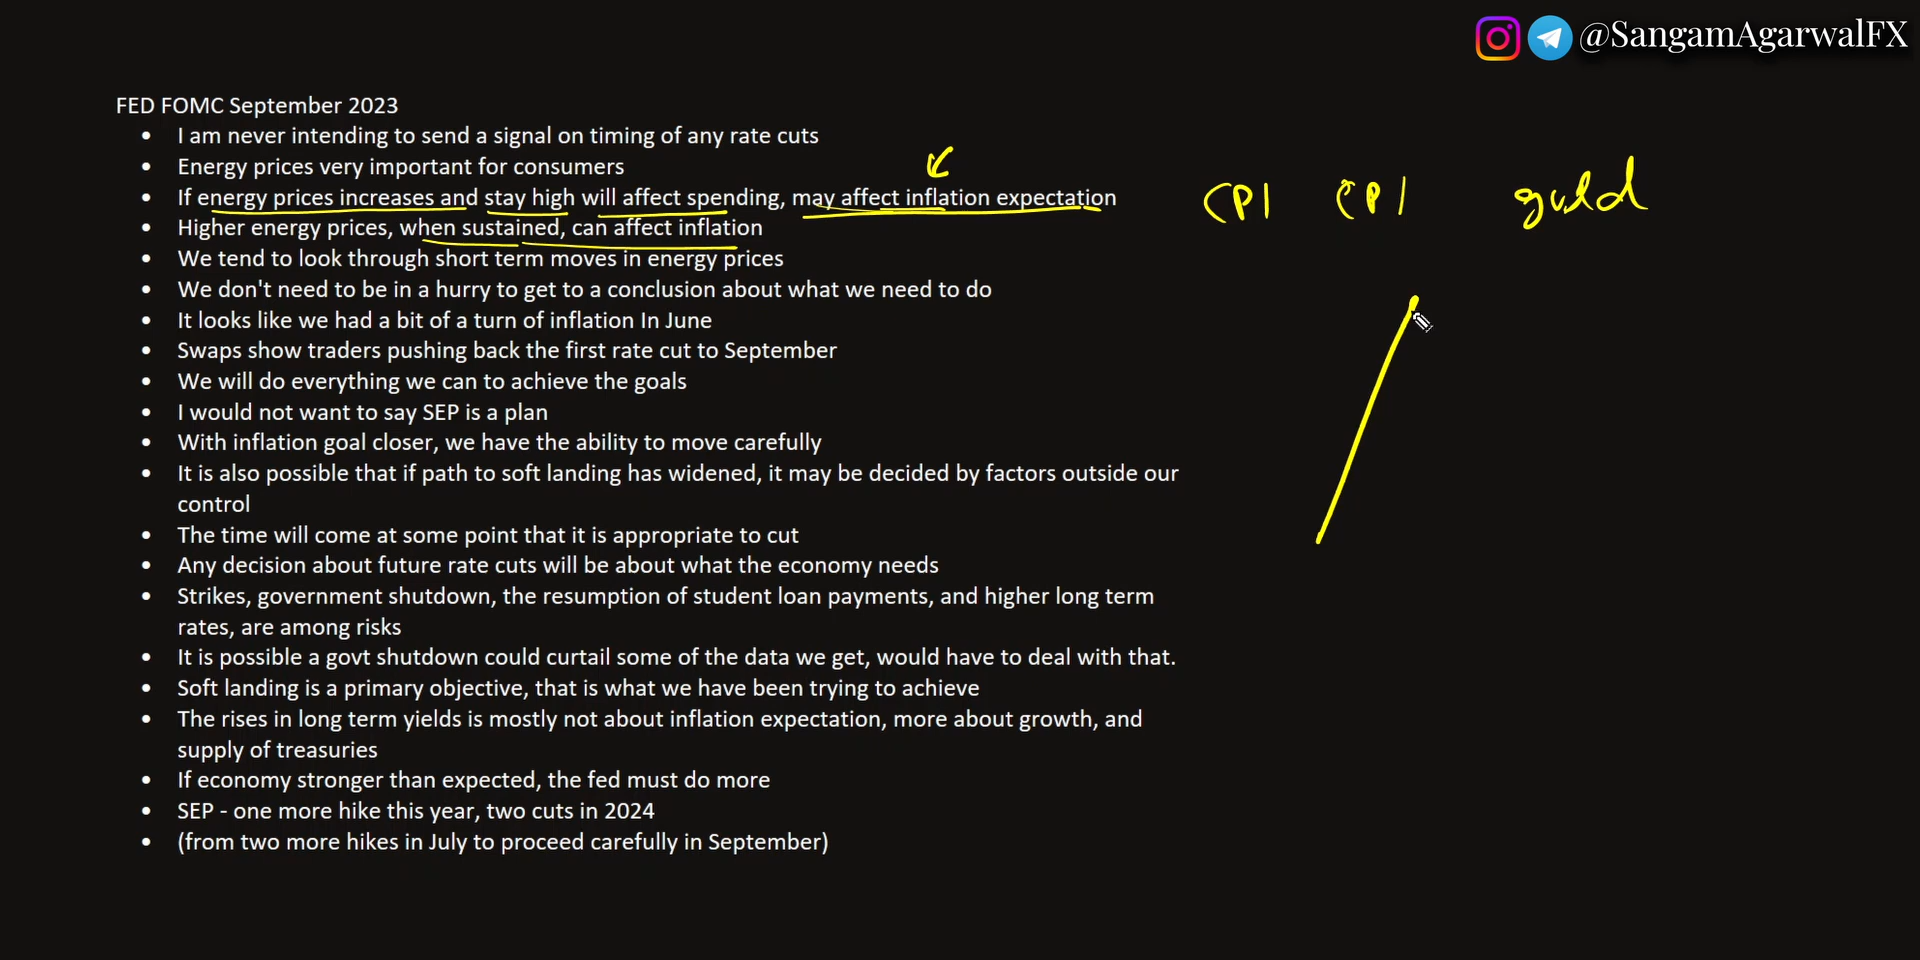 @SangamAgarwalFX
FED FOMC September 2023
• I am never intending to send a signal on timing of any rate cuts
• Energy prices very important for consumers
• If energy prices increases and stay high will affect spending, may affect inflation expectation
CPI CPI gold
• Higher energy prices, when sustained, can affect inflation
• We tend to look through short term moves in energy prices
• We don't need to be in a hurry to get to a conclusion about what we need to do
• It looks like we had a bit of a turn of inflation In June
• Swaps show traders pushing back the first rate cut to September
• We will do everything we can to achieve the goals
• I would not want to say SEP is a plan
• With inflation goal closer, we have the ability to move carefully
• It is also possible that if path to soft landing has widened, it may be decided by factors outside our
control
• The time will come at some point that it is appropriate to cut
• Any decision about future rate cuts will be about what the economy needs
• Strikes, government shutdown, the resumption of student loan payments, and higher long term
rates, are among risks
• It is possible a govt shutdown could curtail some of the data we get, would have to deal with that.
• Soft landing is a primary objective, that is what we have been trying to achieve
• The rises in long term yields is mostly not about inflation expectation, more about growth, and
supply of treasuries
• If economy stronger than expected, the fed must do more
• SEP - one more hike this year, two cuts in 2024
• (from two more hikes in July to proceed carefully in September)